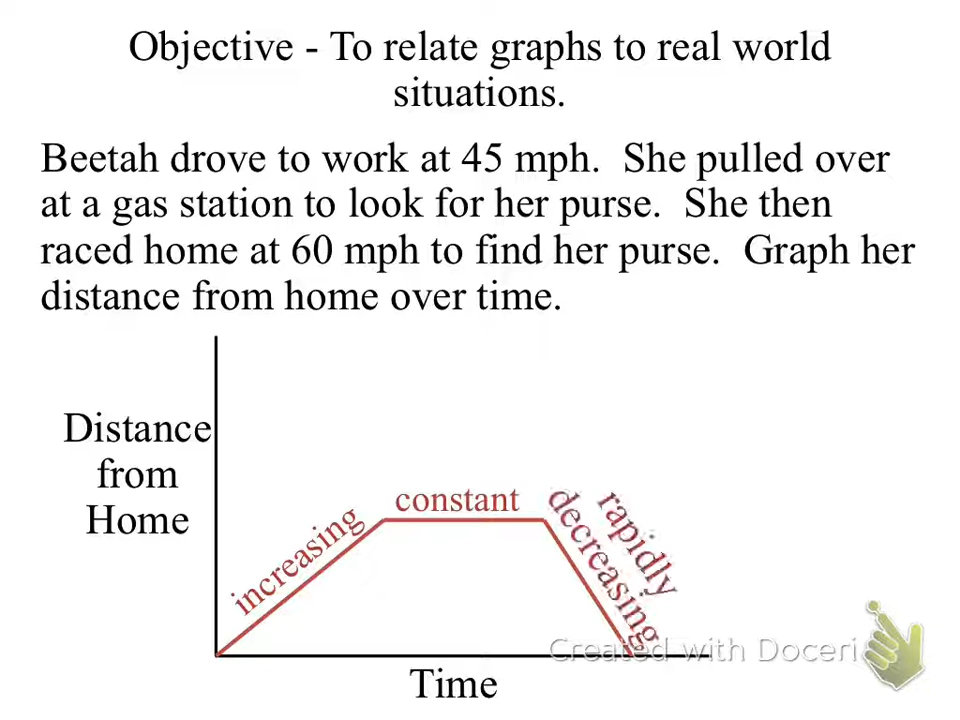 Objective - To relate graphs to real world
situations.
Beetah drove to work at 45 mph.  She pulled over
at a gas station to look for her purse.  She then
raced home at 60 mph to find her purse.  Graph her
distance from home over time.
Distance
from
Home
increasing
constant
rapidly
decreasing
Created with Doceri
Time